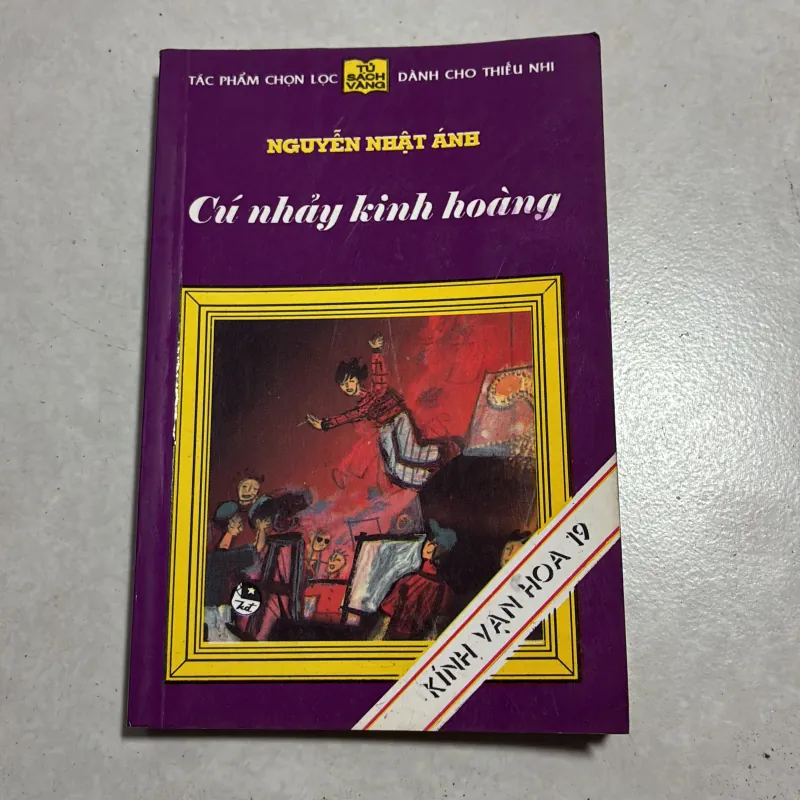 TÁC PHẨM CHỌN LỌC TỦ SÁCH VÀNG DÀNH CHO THIẾU NHI
NGUYỄN NHẬT ÁNH
Cú nhảy kinh hoàng
KÍNH VẠN HOA 19